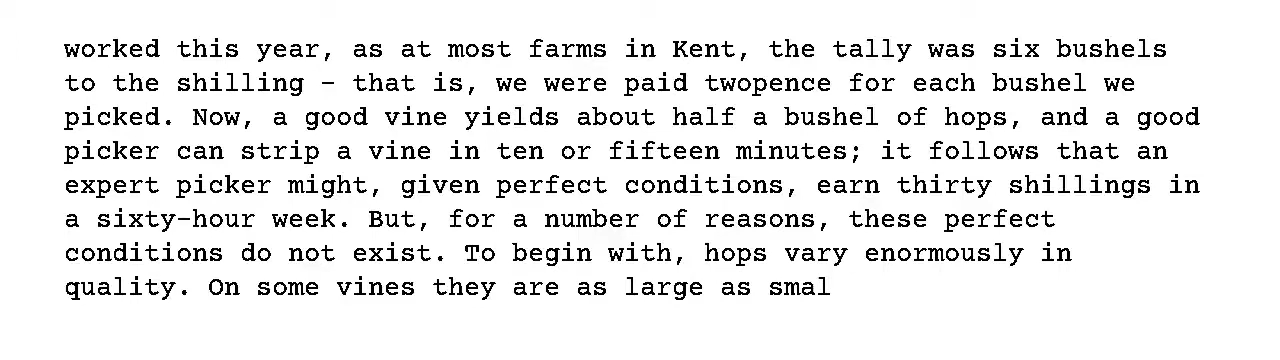 worked this year, as at most farms in Kent, the tally was six bushels
to the shilling – that is, we were paid twopence for each bushel we
picked. Now, a good vine yields about half a bushel of hops, and a good
picker can strip a vine in ten or fifteen minutes; it follows that an
expert picker might, given perfect conditions, earn thirty shillings in
a sixty-hour week. But, for a number of reasons, these perfect
conditions do not exist. To begin with, hops vary enormously in
quality. On some vines they are as large as smal